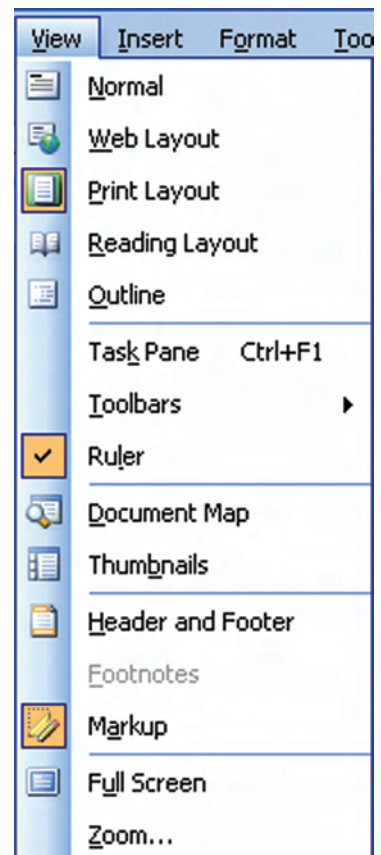 View Insert Format Too
Normal
Web Layout
Print Layout
Reading Layout
Outline
Task Pane Ctrl+F1
Toolbars
Ruler
Document Map
Thumbnails
Header and Footer
Footnotes
Markup
Full Screen
Zoom...